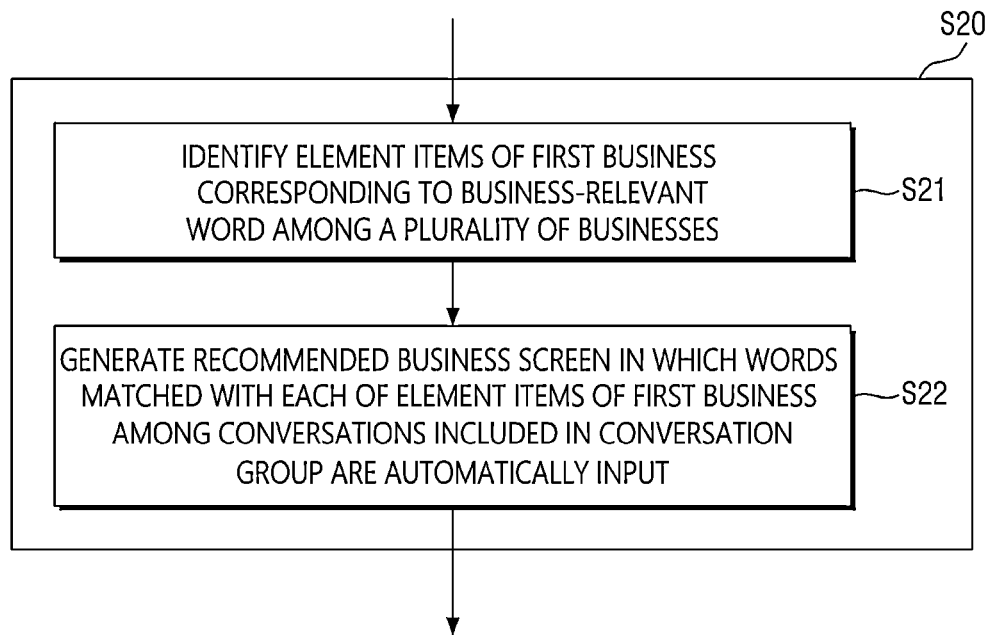 S20
IDENTIFY ELEMENT ITEMS OF FIRST BUSINESS
CORRESPONDING TO BUSINESS-RELEVANT
WORD AMONG A PLURALITY OF BUSINESSES
S21
GENERATE RECOMMENDED BUSINESS SCREEN IN WHICH WORDS
MATCHED WITH EACH OF ELEMENT ITEMS OF FIRST BUSINESS
AMONG CONVERSATIONS INCLUDED IN CONVERSATION
GROUP ARE AUTOMATICALLY INPUT
S22